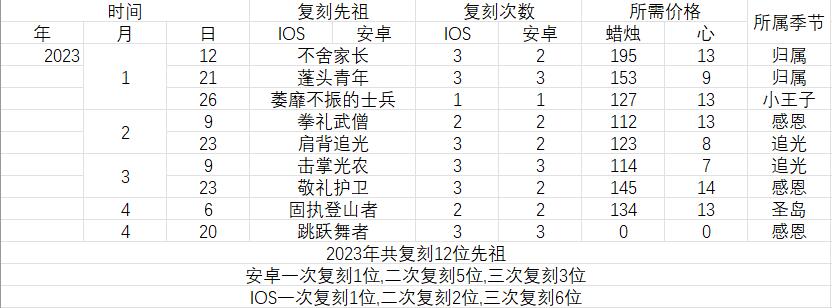 时间 复刻先祖 复刻次数 所需价格 所属季节
年 月 日 IOS 安卓 IOS 安卓 蜡烛 心
2023 1 12 不舍家长 3 2 195 13 归属
21 蓬头青年 3 3 153 9 归属
26 萎靡不振的士兵 1 1 127 13 小王子
2 9 拳礼武僧 2 2 112 13 感恩
23 肩背追光 3 2 123 8 追光
3 9 击掌光农 3 3 114 7 追光
23 敬礼护卫 3 2 145 14 感恩
4 6 固执登山者 2 2 134 13 圣岛
4 20 跳跃舞者 3 3 0 0 感恩
2023年共复刻12位先祖
安卓一次复刻1位,二次复刻5位,三次复刻3位
IOS一次复刻1位,二次复刻2位,三次复刻6位